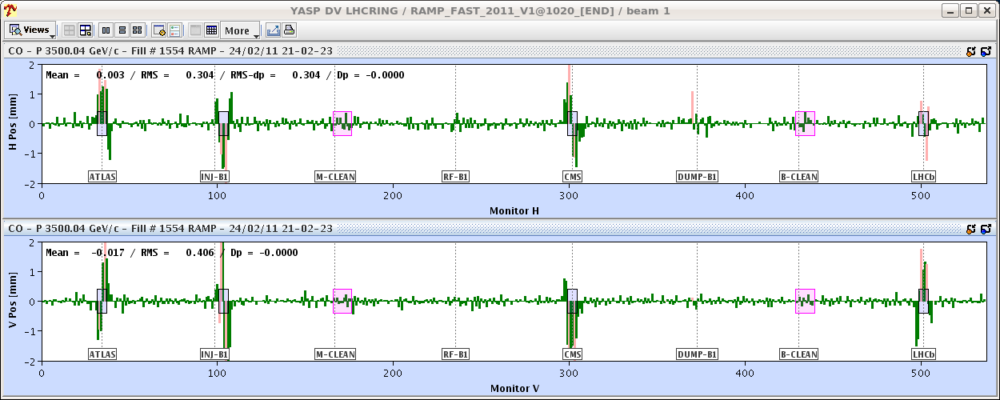 YASP DV LHCRING / RAMP_FAST_2011_V1@1020_[END] / beam 1
Views More
CO - P 3500.04 GeV/c - Fill # 1554 RAMP - 24/02/11 21-02-23
Mean = 0.003 / RMS = 0.304 / RMS-dp = 0.304 / Dp = -0.0000
H Pos [mm]
2
1
0
-1
-2
ATLAS INJ-B1 M-CLEAN RF-B1 CMS DUMP-B1 B-CLEAN LHCb
0 100 200 300 400 500
Monitor H
CO - P 3500.04 GeV/c - Fill # 1554 RAMP - 24/02/11 21-02-23
Mean = -0.017 / RMS = 0.406 / Dp = -0.0000
V Pos [mm]
2
1
0
-1
-2
ATLAS INJ-B1 M-CLEAN RF-B1 CMS DUMP-B1 B-CLEAN LHCb
0 100 200 300 400 500
Monitor V